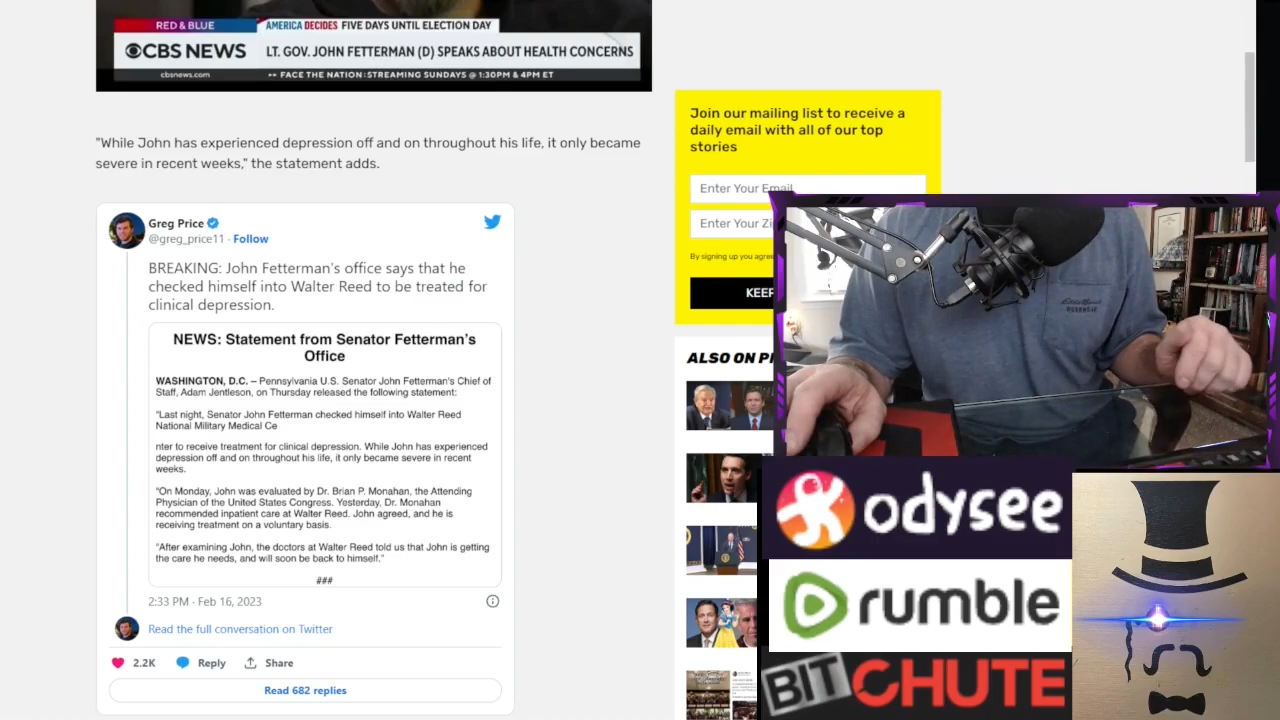 RED & BLUE
AMERICA DECIDES FIVE DAYS UNTIL ELECTION DAY
CBS NEWS
LT. GOV. JOHN FETTERMAN (D) SPEAKS ABOUT HEALTH CONCERNS
cbsnews.com
FACE THE NATION: STREAMING SUNDAYS @ 1:30PM & 4PM ET
"While John has experienced depression off and on throughout his life, it only became
severe in recent weeks," the statement adds.
Greg Price
@greg_price11 · Follow
BREAKING: John Fetterman's office says that he
checked himself into Walter Reed to be treated for
clinical depression.
NEWS: Statement from Senator Fetterman's
Office
WASHINGTON, D.C. – Pennsylvania U.S. Senator John Fetterman's Chief of
Staff, Adam Jentleson, on Thursday released the following statement:
"Last night, Senator John Fetterman checked himself into Walter Reed
National Military Medical Ce
nter to receive treatment for clinical depression. While John has experienced
depression off and on throughout his life, it only became severe in recent
weeks.
"On Monday, John was evaluated by Dr. Brian P. Monahan, the Attending
Physician of the United States Congress. Yesterday, Dr. Monahan
recommended inpatient care at Walter Reed. John agreed, and he is
receiving treatment on a voluntary basis.
"After examining John, the doctors at Walter Reed told us that John is getting
the care he needs, and will soon be back to himself."
###
2:33 PM · Feb 16, 2023
Read the full conversation on Twitter
2.2K
Reply
Share
Read 682 replies
Join our mailing list to receive a
daily email with all of our top
stories
Enter Your Email
Enter Your
By signing up you
KEEP
ALSO ON
odysee
rumble
BIT CHUTE